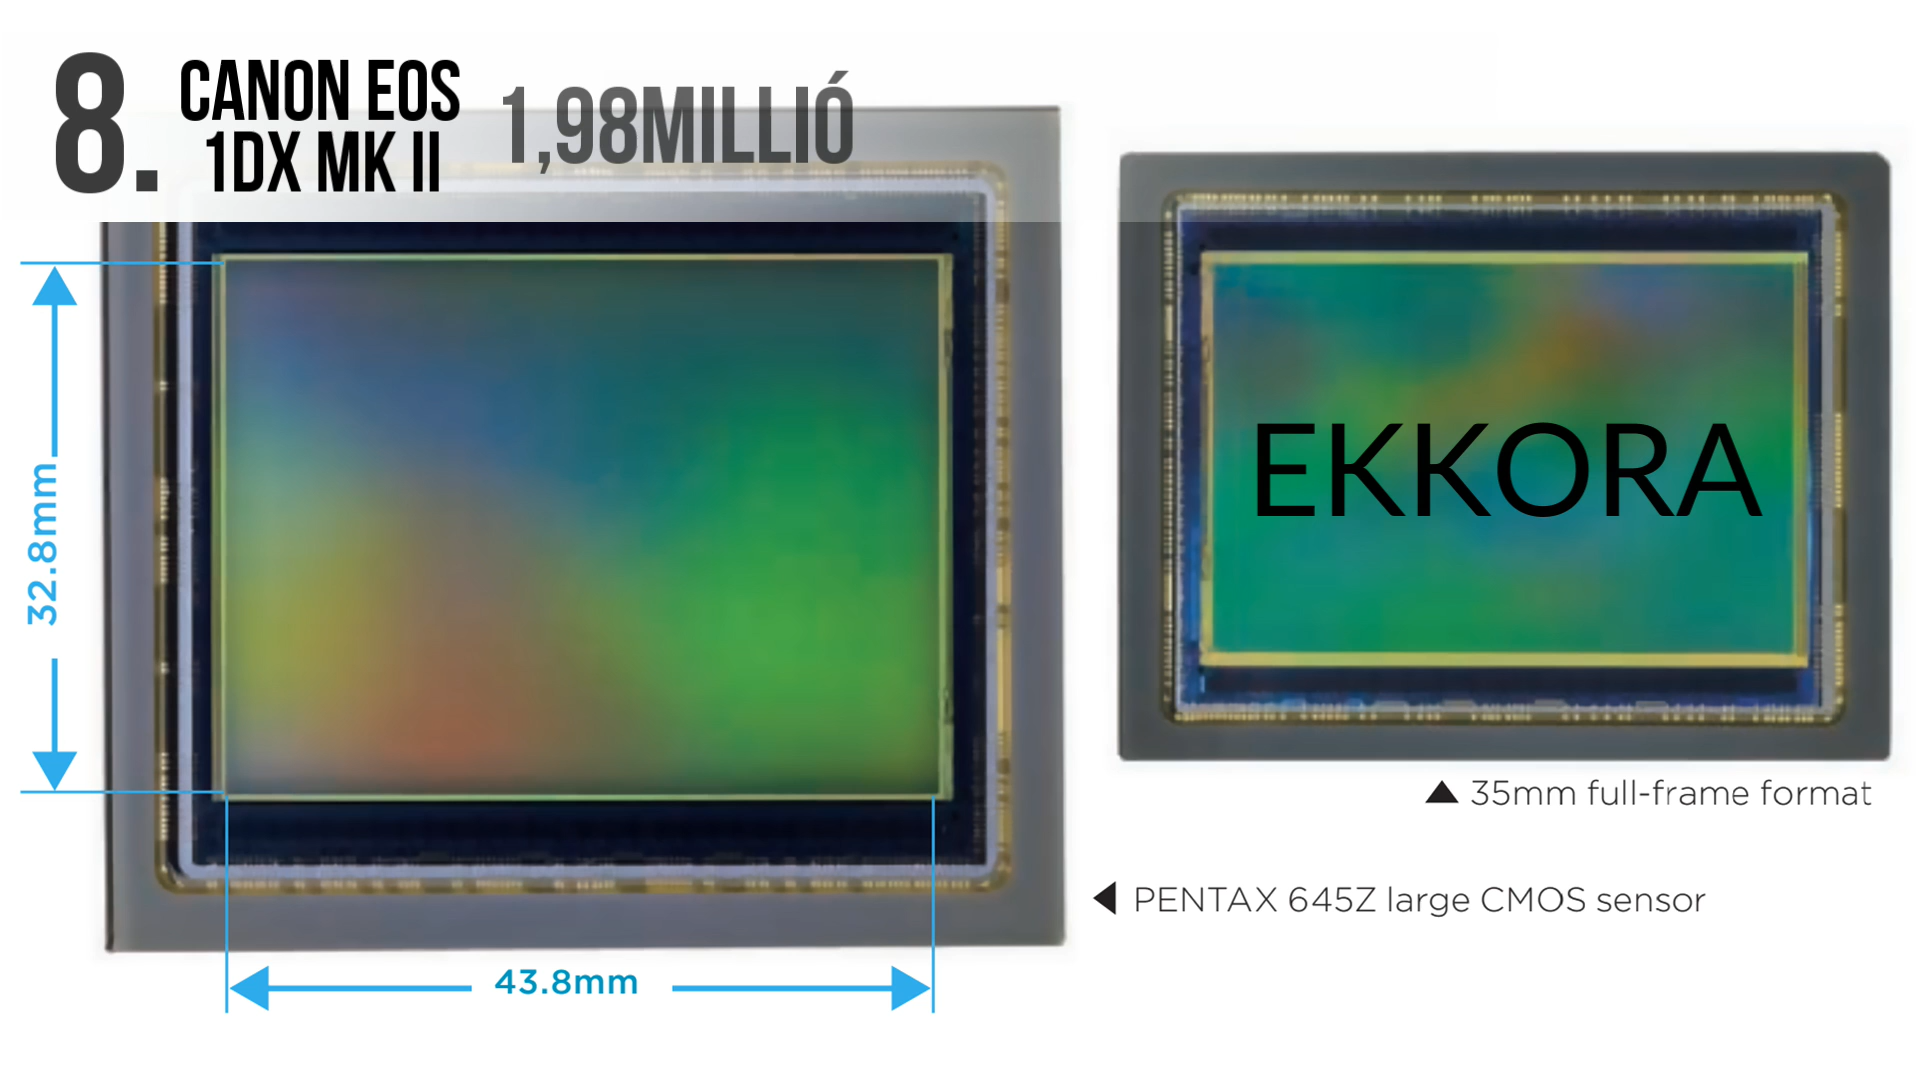 8.
CANON EOS
1DX MK II
1,98MILLIÓ
32.8mm
EKKORA
35mm full-frame format
PENTAX 645Z large CMOS sensor
43.8mm